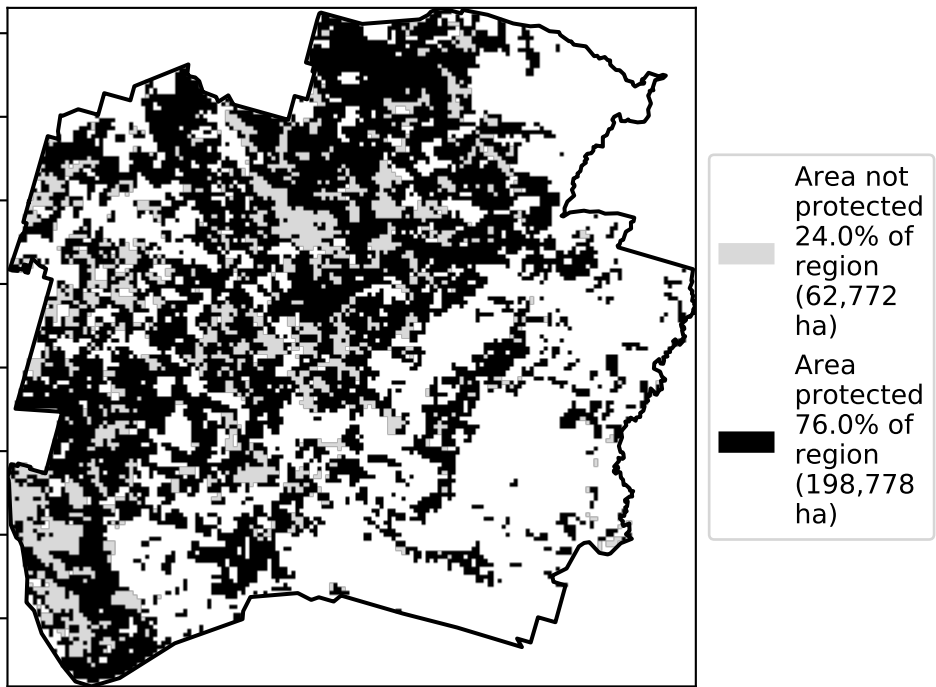 Area not
protected
24.0% of
region
(62,772
ha)
Area
protected
76.0% of
region
(198,778
ha)